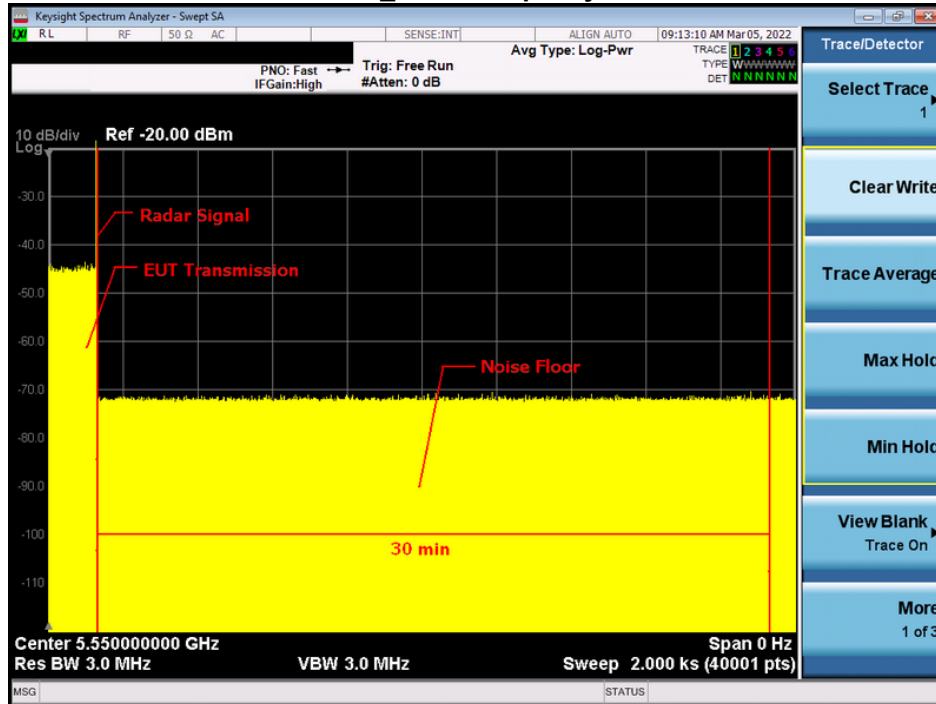 Keysight Spectrum Analyzer - Swept SA
LXI RL RF 50 Ω AC SENSE:INT ALIGN AUTO 09:13:10 AM Mar 05, 2022
Avg Type: Log-Pwr TRACE 1 2 3 4 5 6
PNO: Fast Trig: Free Run TYPE WWWWWW
IFGain:High #Atten: 0 dB DET N N N N N N
10 dB/div Ref -20.00 dBm
Log
-30.0
-40.0
-50.0
-60.0
-70.0
-80.0
-90.0
-100
-110
Radar Signal
EUT Transmission
Noise Floor
30 min
Center 5.550000000 GHz Span 0 Hz
Res BW 3.0 MHz VBW 3.0 MHz Sweep 2.000 ks (40001 pts)
MSG STATUS
Trace/Detector
Select Trace
1
Clear Write
Trace Average
Max Hold
Min Hold
View Blank
Trace On
More
1 of 3